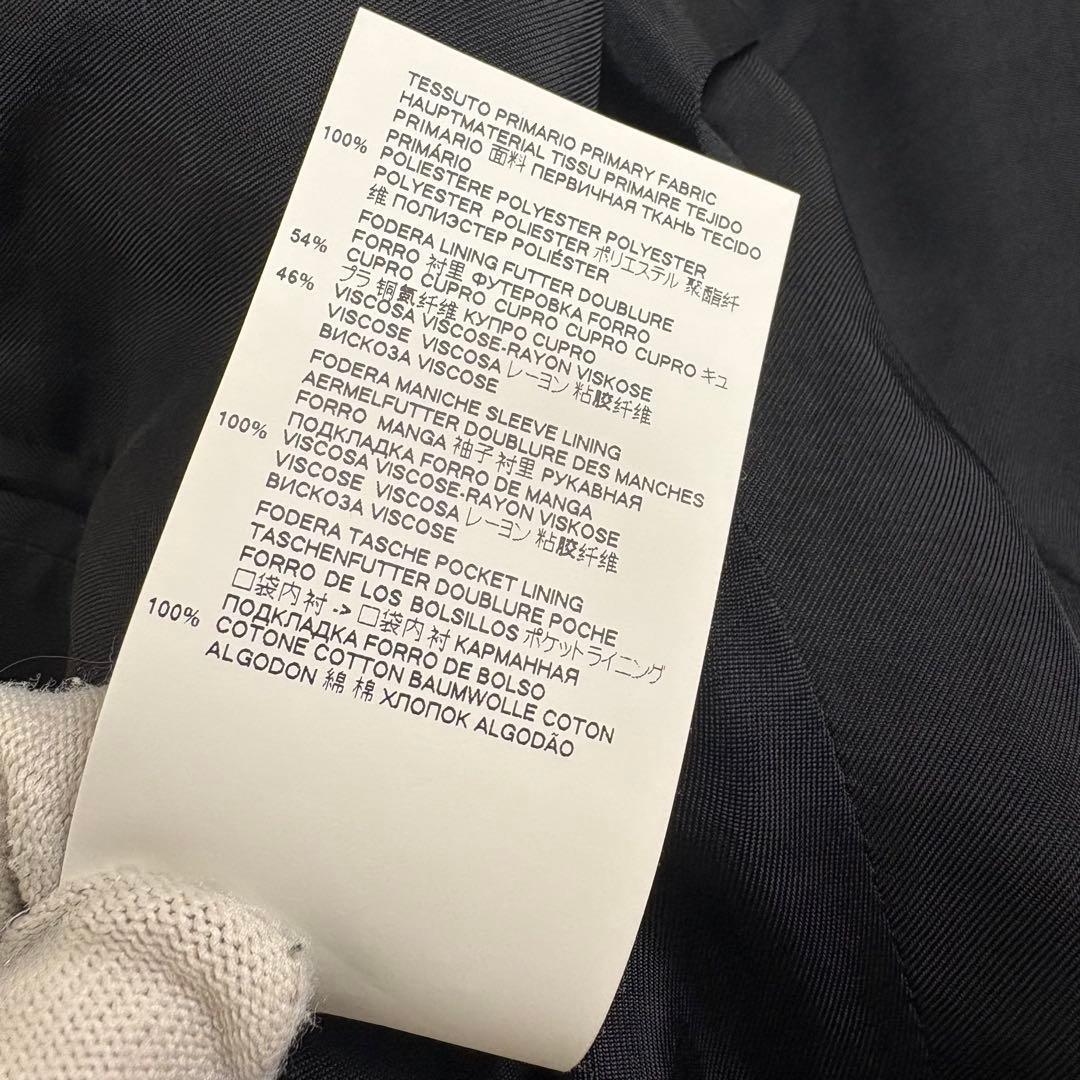 TESSUTO PRIMARIO PRIMARY FABRIC
HAUPTMATERIAL TISSU PRIMAIRE TEJIDO
PRIMARIO 面料 ПЕРВИЧНАЯ ТКАНЬ TECIDO
PRIMÁRIO
100% POLIESTERE POLYESTER POLYESTER
POLYESTER POLIESTER ポリエステル 聚酯纤
维 ПОЛИЭСТЕР POLIÉSTER
FODERA LINING FUTTER DOUBLURE
FORRO 衬里 ФУТЕРОВКА FORRO
54% CUPRO CUPRO CUPRO CUPRO CUPRO キュ
プラ 铜氨纤维 КУПРО CUPRO
46% VISCOSA VISCOSE-RAYON VISKOSE
VISCOSE VISCOSA レーヨン 粘胶纤维
ВИСКОЗА VISCOSE
FODERA MANICHE SLEEVE LINING
AERMELFUTTER DOUBLURE DES MANCHES
FORRO MANGA 袖子 衬里 РУКАВНАЯ
ПОДКЛАДКА FORRO DE MANGA
100% VISCOSA VISCOSE-RAYON VISKOSE
VISCOSE VISCOSA レーヨン 粘胶纤维
ВИСКОЗА VISCOSE
FODERA TASCHE POCKET LINING
TASCHENFUTTER DOUBLURE POCHE
FORRO DE LOS BOLSILLOS ポケットライニング
口袋内 衬 -> 口袋内 衬 КАРМАННАЯ
ПОДКЛАДКА FORRO DE BOLSO
100% COTONE COTTON BAUMWOLLE COTON
ALGODON 綿 棉 ХЛОПОК ALGODÃO